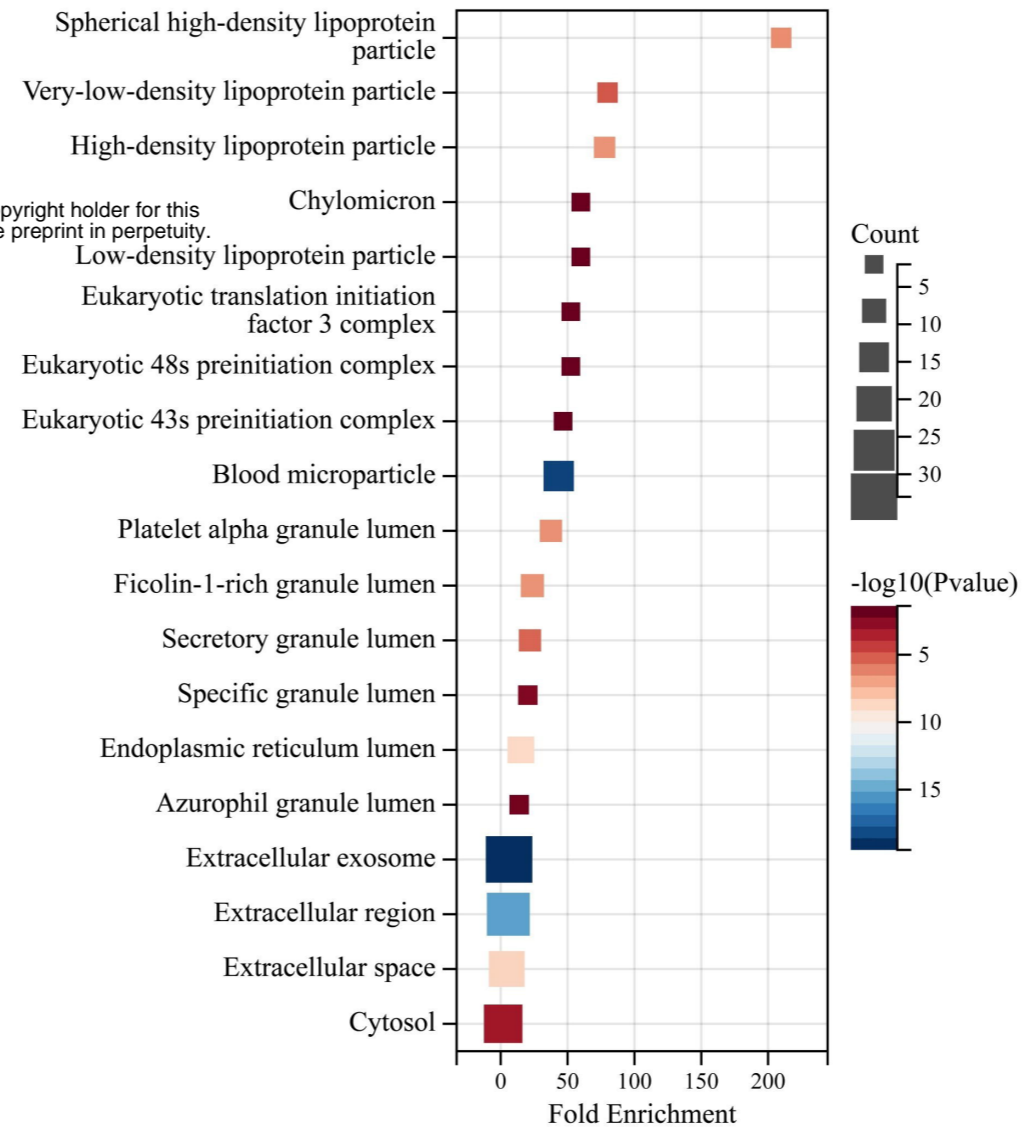 Spherical high-density lipoprotein
particle
Very-low-density lipoprotein particle
High-density lipoprotein particle
Chylomicron
pyright holder for this
e preprint in perpetuity.
Low-density lipoprotein particle
Eukaryotic translation initiation
factor 3 complex
Eukaryotic 48s preinitiation complex
Eukaryotic 43s preinitiation complex
Blood microparticle
Platelet alpha granule lumen
Ficolin-1-rich granule lumen
Secretory granule lumen
Specific granule lumen
Endoplasmic reticulum lumen
Azurophil granule lumen
Extracellular exosome
Extracellular region
Extracellular space
Cytosol
0 50 100 150 200
Fold Enrichment
Count
5
10
15
20
25
30
-log10(Pvalue)
5
10
15